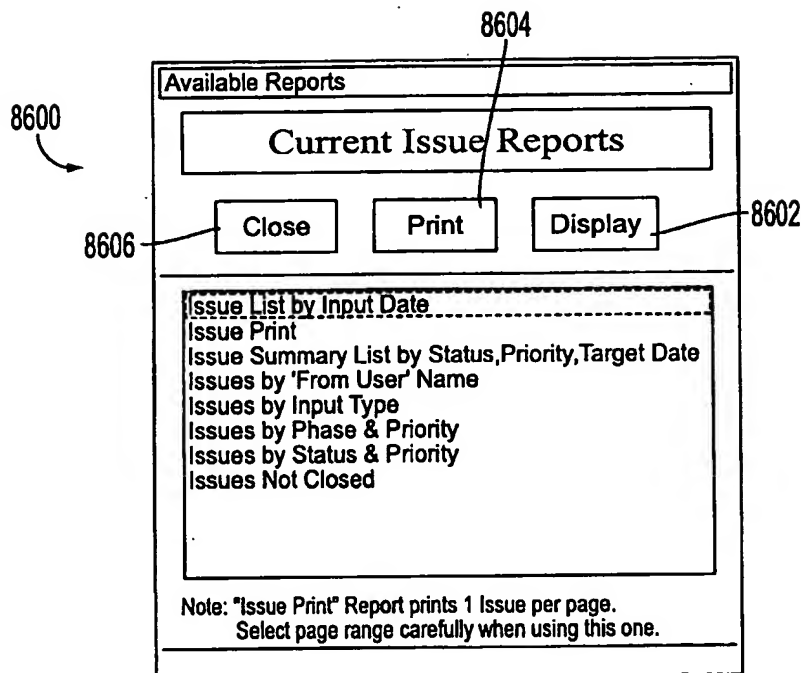 8604
Available Reports
8600
Current Issue Reports
Close
Print
Display
8602
8606
Issue List by Input Date
Issue Print
Issue Summary List by Status,Priority,Target Date
Issues by 'From User' Name
Issues by Input Type
Issues by Phase & Priority
Issues by Status & Priority
Issues Not Closed
Note: "Issue Print" Report prints 1 Issue per page.
Select page range carefully when using this one.